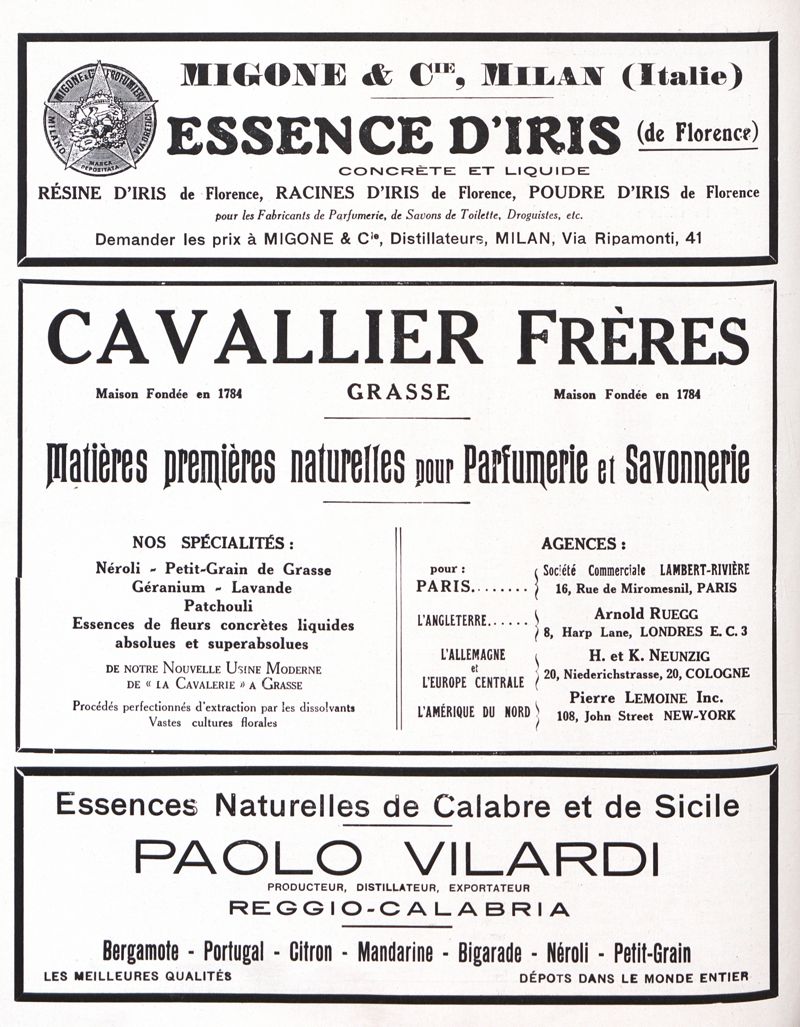 MIGONE & C PROFUMIERI
MILANO
VIA OREFICI
MARCA
DEPOSITATA
MIGONE & CIE, MILAN (Italie)
ESSENCE D'IRIS (de Florence)
CONCRÈTE ET LIQUIDE
RÉSINE D'IRIS de Florence, RACINES D'IRIS de Florence, POUDRE D'IRIS de Florence
pour les Fabricants de Parfumerie, de Savons de Toilette, Droguistes, etc.
Demander les prix à MIGONE & Cie, Distillateurs, MILAN, Via Ripamonti, 41
CAVALLIER FRÈRES
Maison Fondée en 1784 GRASSE Maison Fondée en 1784
Matières premières naturelles pour Parfumerie et Savonnerie
NOS SPÉCIALITÉS :
Néroli - Petit-Grain de Grasse
Géranium - Lavande
Patchouli
Essences de fleurs concrètes liquides
absolues et superabsolues
DE NOTRE NOUVELLE USINE MODERNE
DE « LA CAVALERIE » A GRASSE
Procédés perfectionnés d'extraction par les dissolvants
Vastes cultures florales
AGENCES :
pour :
PARIS........
Société Commerciale LAMBERT-RIVIÈRE
16, Rue de Miromesnil, PARIS
L'ANGLETERRE......
Arnold RUEGG
8, Harp Lane, LONDRES E. C. 3
L'ALLEMAGNE
et
L'EUROPE CENTRALE
H. et K. NEUNZIG
20, Niederichstrasse, 20, COLOGNE
L'AMÉRIQUE DU NORD
Pierre LEMOINE Inc.
108, John Street NEW-YORK
Essences Naturelles de Calabre et de Sicile
PAOLO VILARDI
PRODUCTEUR, DISTILLATEUR, EXPORTATEUR
REGGIO-CALABRIA
Bergamote - Portugal - Citron - Mandarine - Bigarade - Néroli - Petit-Grain
LES MEILLEURES QUALITÉS DÉPOTS DANS LE MONDE ENTIER